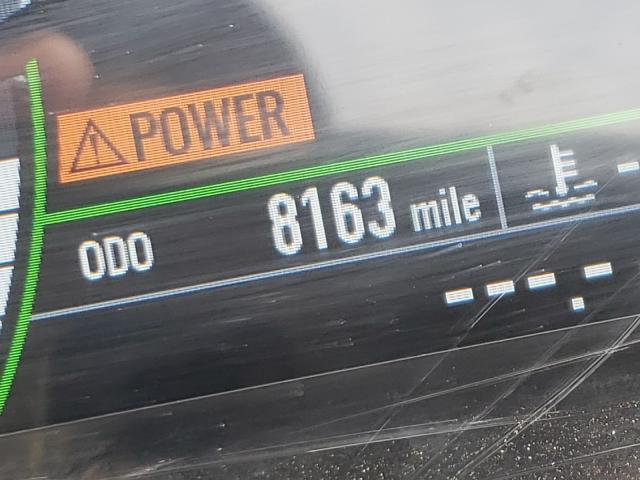 POWER
ODO 8163 mile
---.-